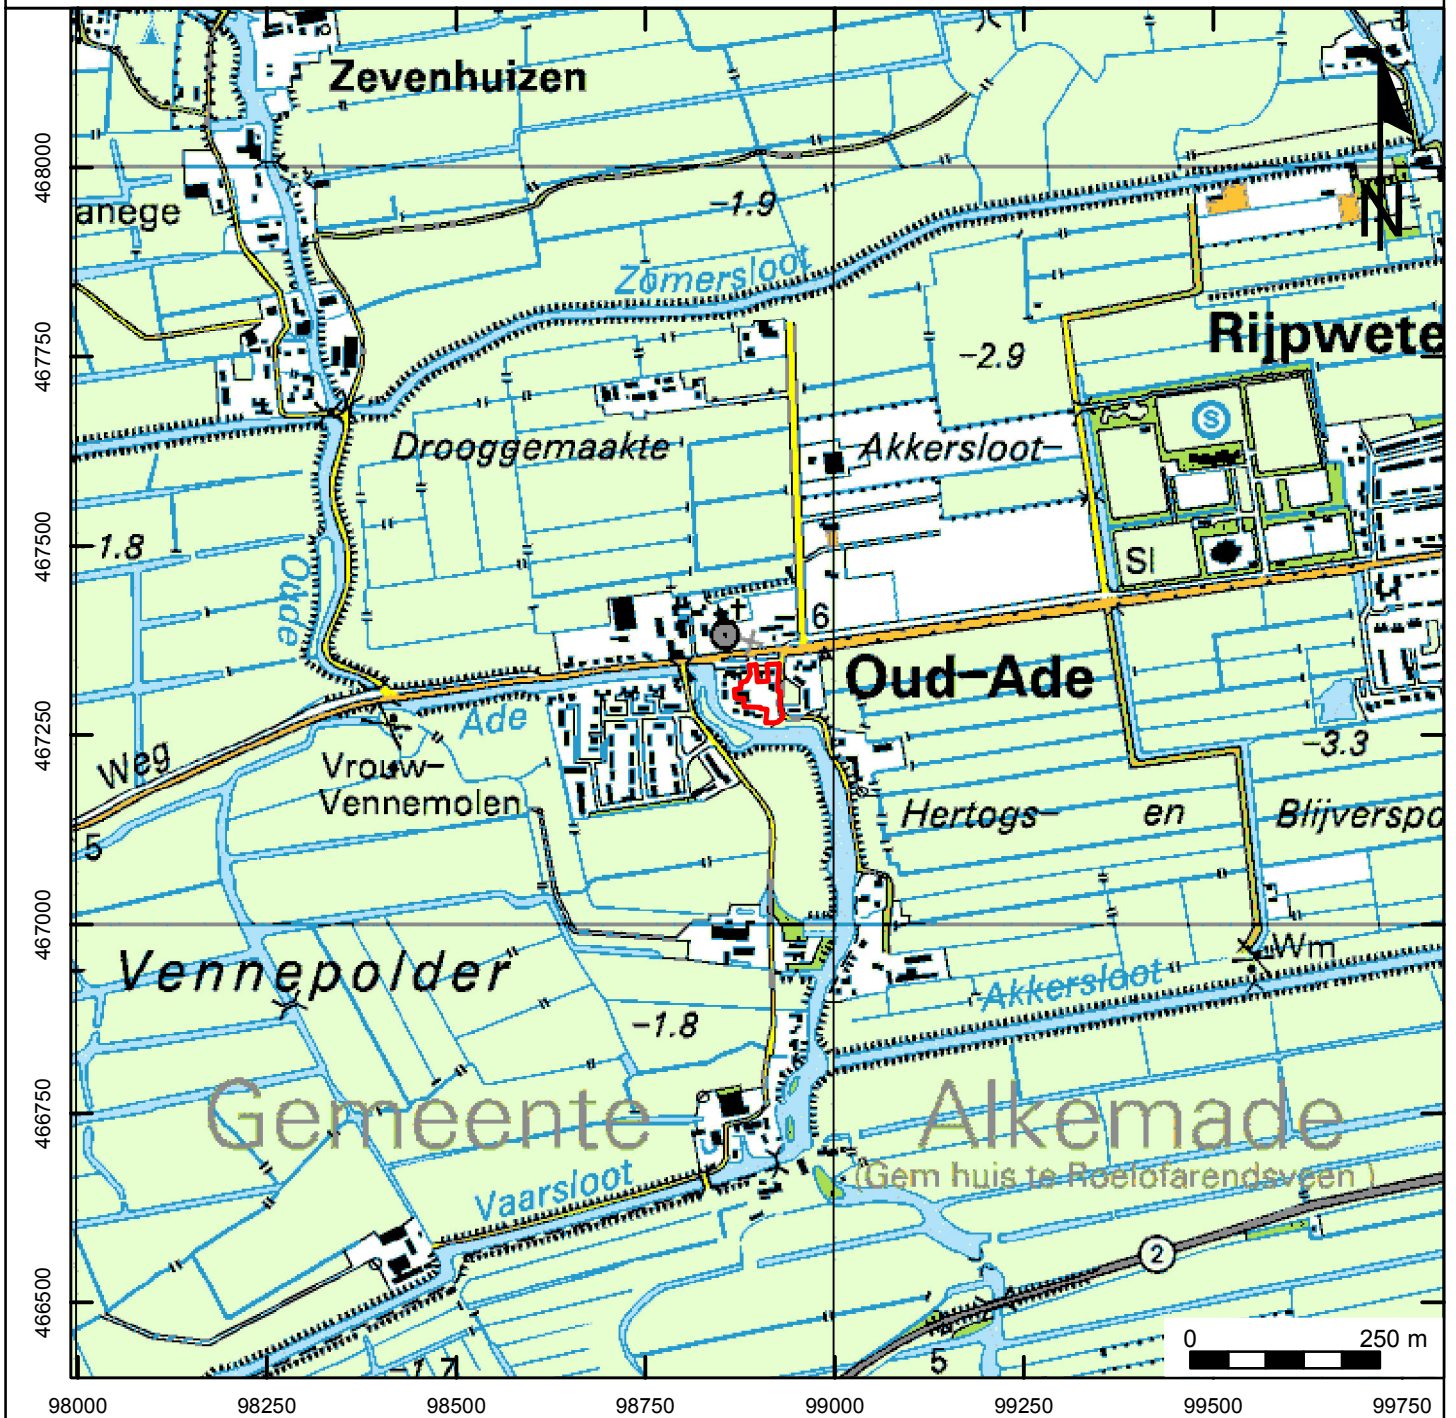 Zevenhuizen
468000
anege
-1.9
N
Zomersloot
467750
-2.9
Rijpwete
S
Drooggemaakte
Akkersloot-
467500
-1.8
Oude
Sl
6
Oud-Ade
467250
Ade
-3.3
Weg
Vrouw-
Vennemolen
Hertogs- en Blijverspo
5
467000
Wm
Vennepolder
Akkersloot
-1.8
466750
Gemeente Alkemade
(Gem huis te Roelofarendsveen )
Vaarsloot
2
466500
0 250 m
-1.7
5
98000 98250 98500 98750 99000 99250 99500 99750